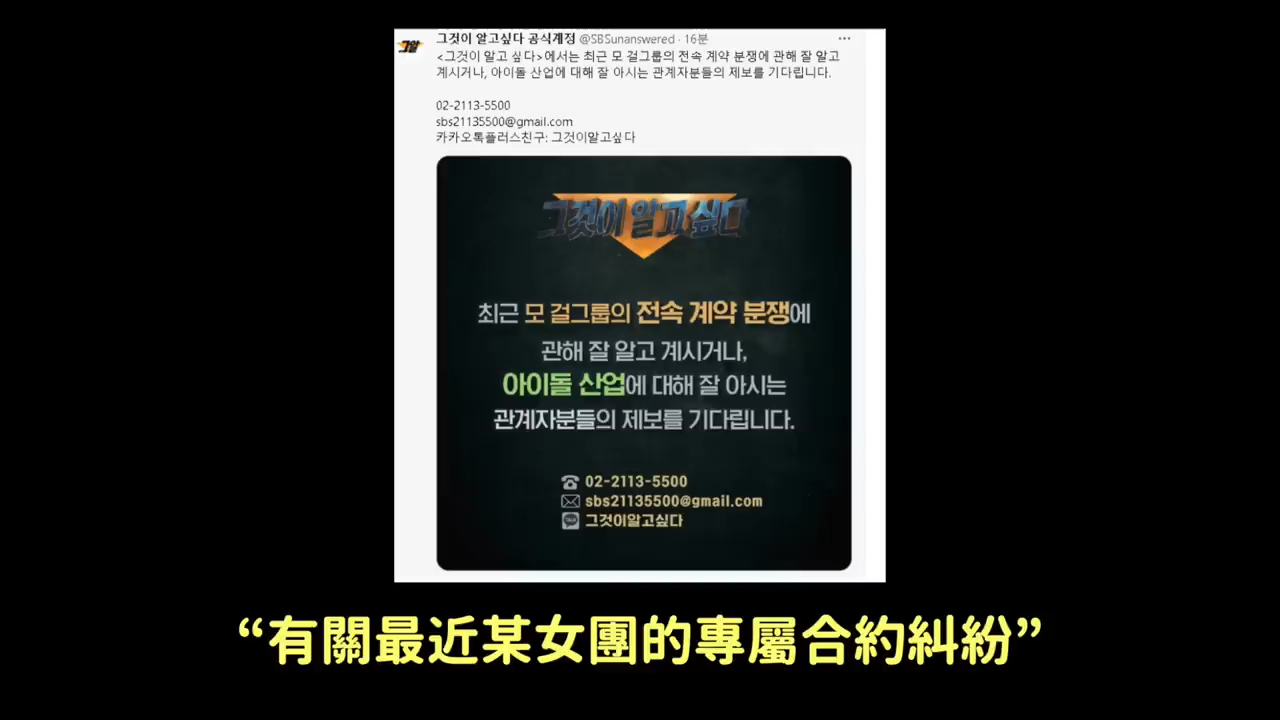 그알
그것이 알고싶다 공식계정 @SBSunanswered · 16분
<그것이 알고 싶다>에서는 최근 모 걸그룹의 전속 계약 분쟁에 관해 잘 알고
계시거나, 아이돌 산업에 대해 잘 아시는 관계자분들의 제보를 기다립니다.
02-2113-5500
sbs21135500@gmail.com
카카오톡플러스친구: 그것이알고싶다
그것이 알고 싶다
최근 모 걸그룹의 전속 계약 분쟁에
관해 잘 알고 계시거나,
아이돌 산업에 대해 잘 아시는
관계자분들의 제보를 기다립니다.
02-2113-5500
sbs21135500@gmail.com
TALK 그것이알고싶다
“有關最近某女團的專屬合約糾紛”